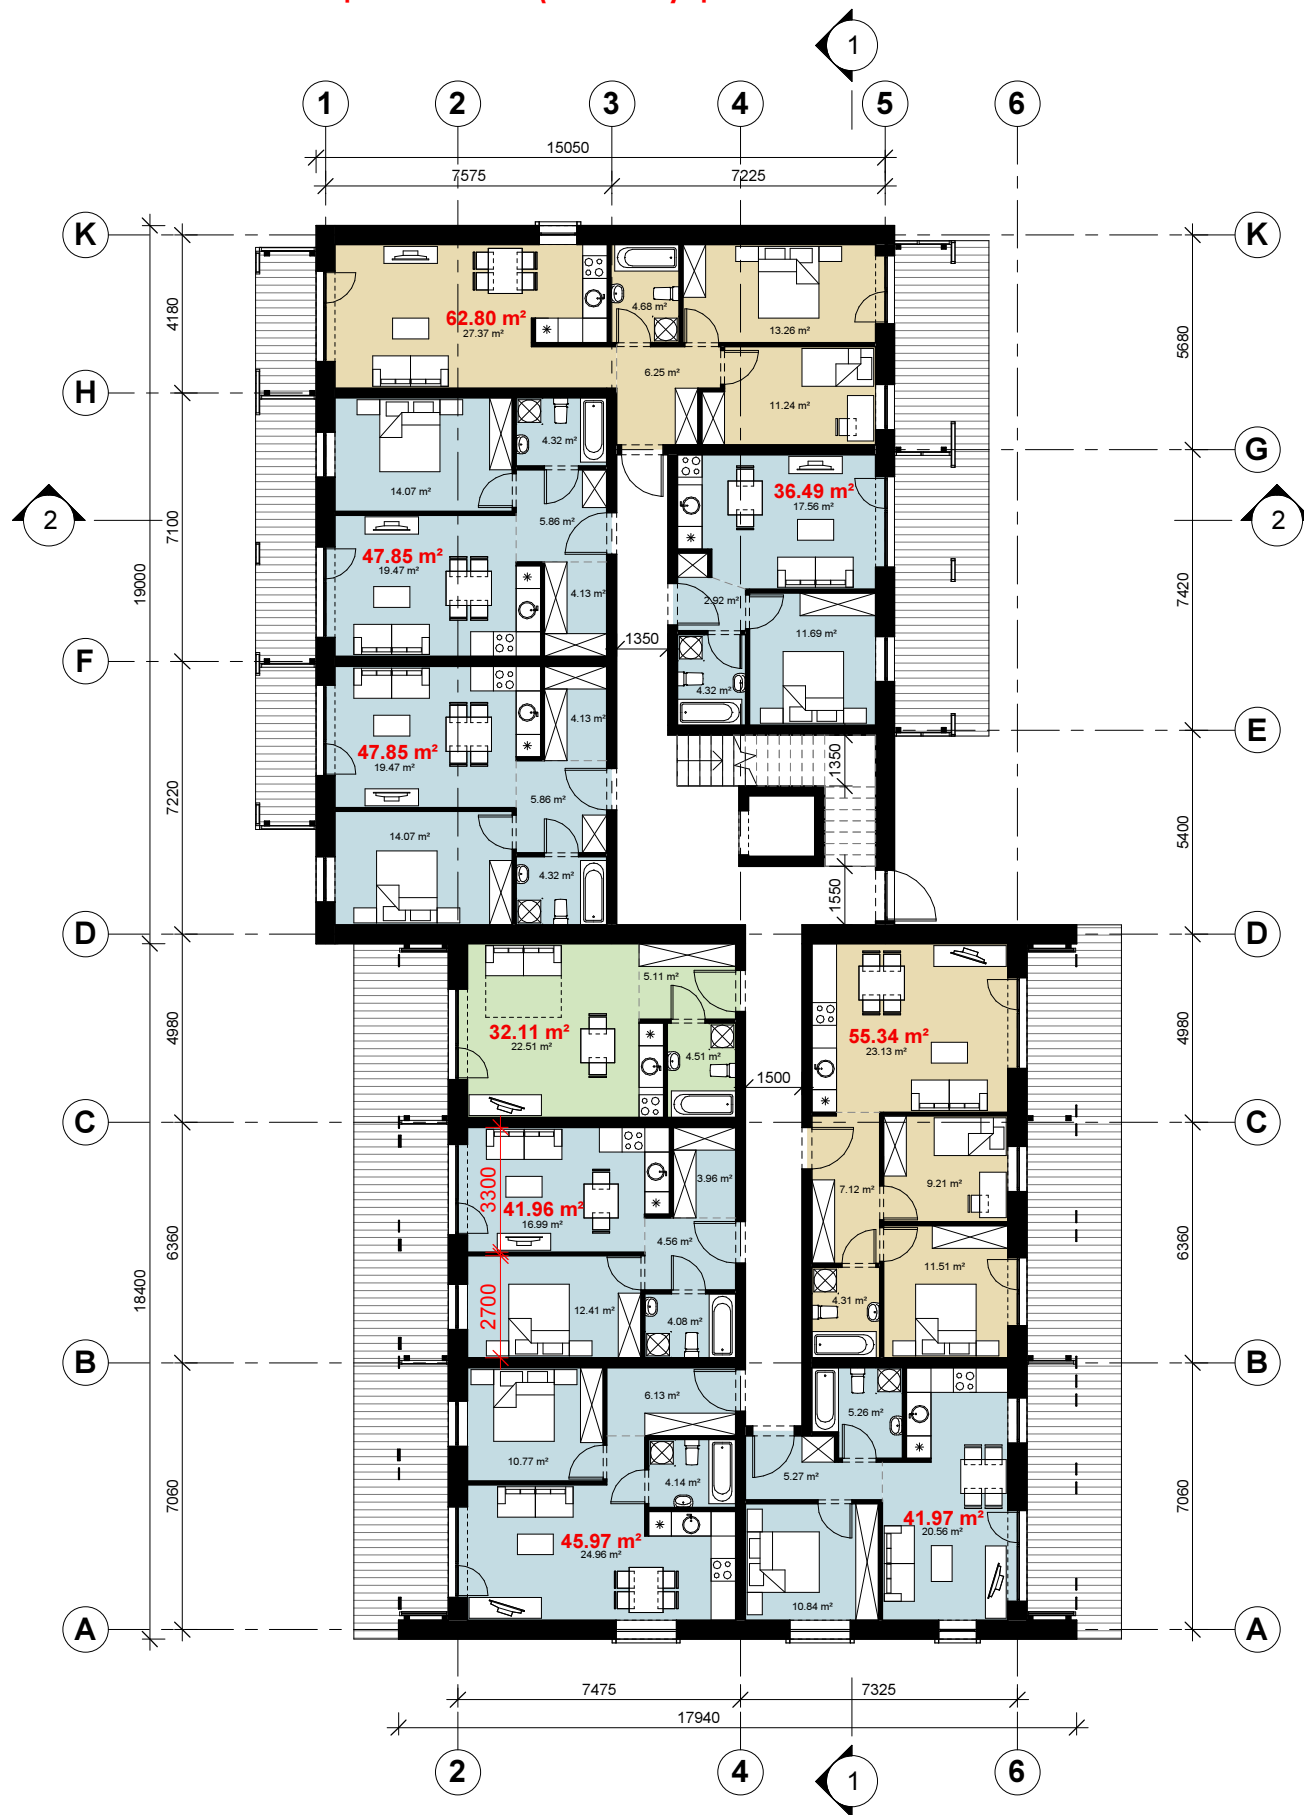 1
1
2
3
4
5
6
15050
7575
7225
K
K
4180
5680
62.80 m²
27.37 m²
4.68 m²
13.26 m²
6.25 m²
11.24 m²
H
G
14.07 m²
4.32 m²
5.86 m²
36.49 m²
17.56 m²
2
2
7100
19000
47.85 m²
19.47 m²
4.13 m²
2.92 m²
11.69 m²
7420
1350
F
4.32 m²
4.13 m²
47.85 m²
19.47 m²
E
1350
7220
5.86 m²
14.07 m²
4.32 m²
5400
1550
D
D
5.11 m²
32.11 m²
22.51 m²
4.51 m²
55.34 m²
23.13 m²
4980
4980
1500
C
C
3300
3.96 m²
41.96 m²
16.99 m²
4.56 m²
7.12 m²
9.21 m²
6360
6360
18400
2700
12.41 m²
4.08 m²
4.31 m²
11.51 m²
B
B
6.13 m²
10.77 m²
4.14 m²
5.26 m²
5.27 m²
7060
7060
45.97 m²
24.96 m²
41.97 m²
20.56 m²
10.84 m²
A
A
7475
7325
17940
2
4
6
1